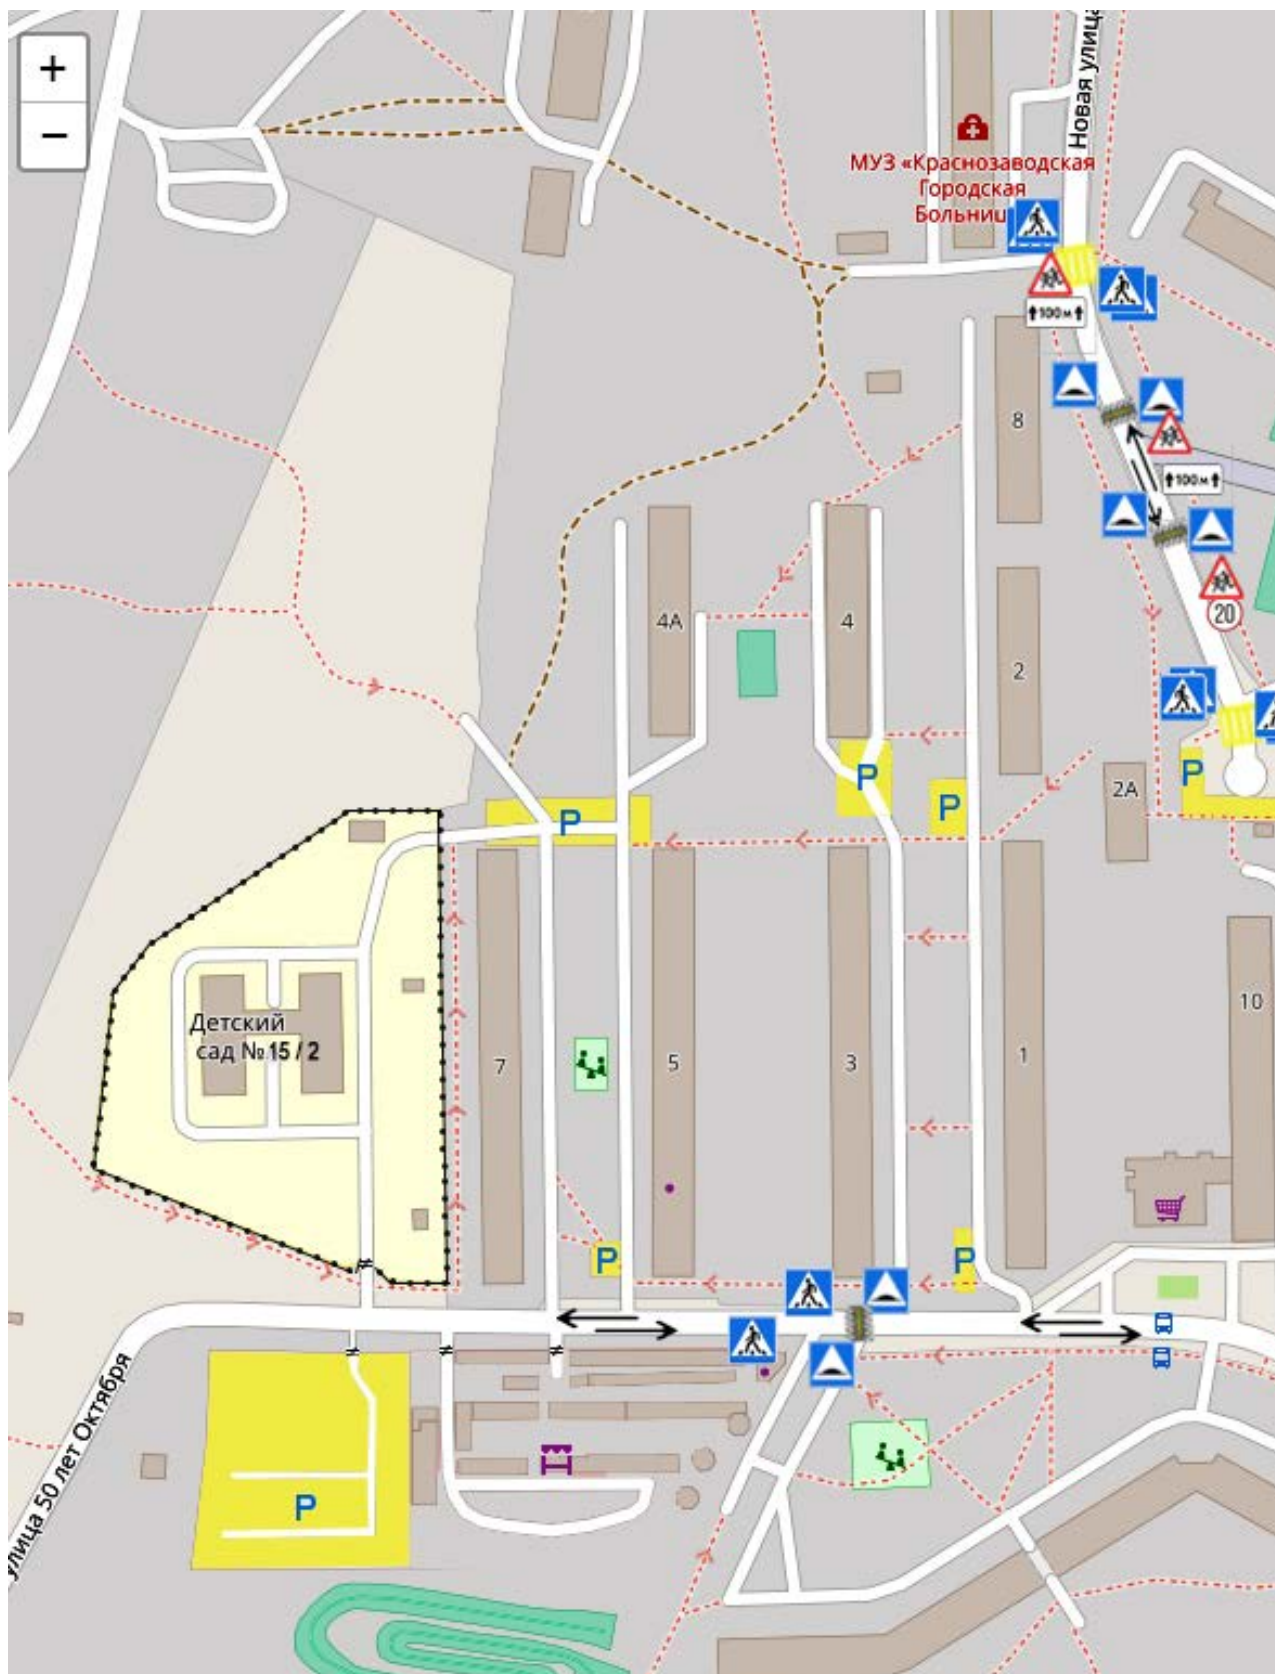 +
−
Новая улица
МУЗ «Краснозаводская
Городская
Больниц
100 м
8
100 м
20
4А
4
2
2А
P
P
P
P
Детский
сад №15 / 2
7
5
3
1
10
P
P
улица 50 лет Октября
P